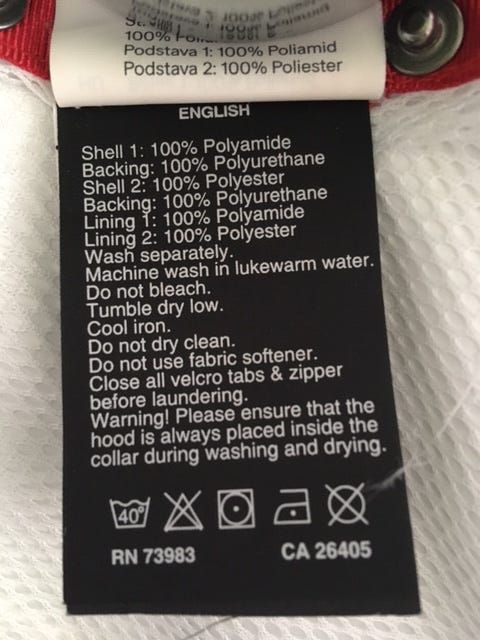 100%
Podstava 1: 100% Poliamid
Podstava 2: 100% Poliester
ENGLISH
Shell 1: 100% Polyamide
Backing: 100% Polyurethane
Shell 2: 100% Polyester
Backing: 100% Polyurethane
Lining 1: 100% Polyamide
Lining 2: 100% Polyester
Wash separately.
Machine wash in lukewarm water.
Do not bleach.
Tumble dry low.
Cool iron.
Do not dry clean.
Do not use fabric softener.
Close all velcro tabs & zipper
before laundering.
Warning! Please ensure that the
hood is always placed inside the
collar during washing and drying.
40°
RN 73983 CA 26405